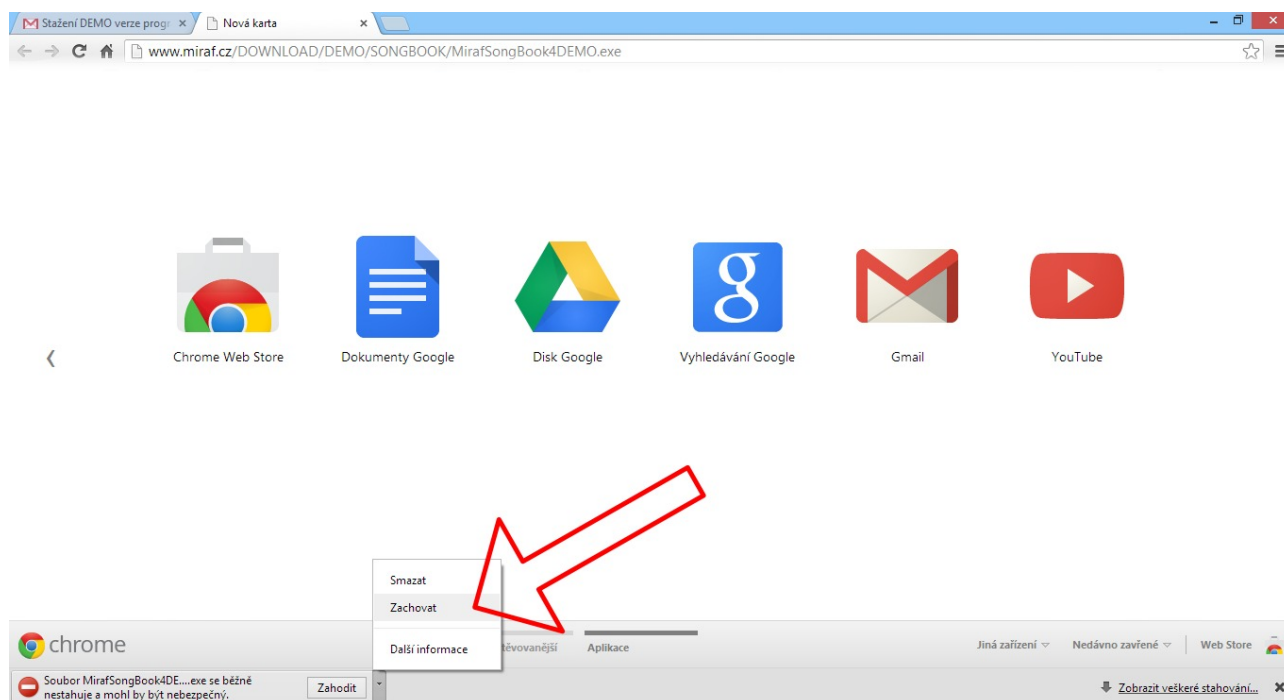 Stažení DEMO verze progr
Nová karta
www.miraf.cz/DOWNLOAD/DEMO/SONGBOOK/MirafSongBook4DEMO.exe
Chrome Web Store
Dokumenty Google
Disk Google
Vyhledávání Google
Gmail
YouTube
Smazat
Zachovat
Další informace
chrome
Aplikace
Jiná zařízení
Nedávno zavřené
Web Store
Soubor MirafSongBook4DE....exe se běžně
nestahuje a mohl by být nebezpečný.
Zahodit
Zobrazit veškeré stahování...